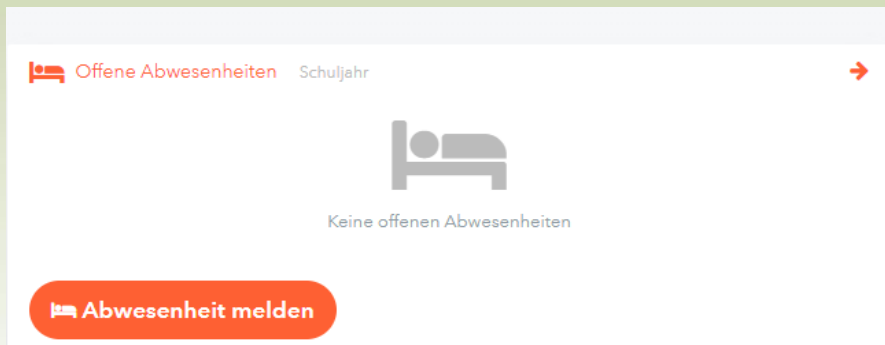 Offene Abwesenheiten Schuljahr
Keine offenen Abwesenheiten
Abwesenheit melden